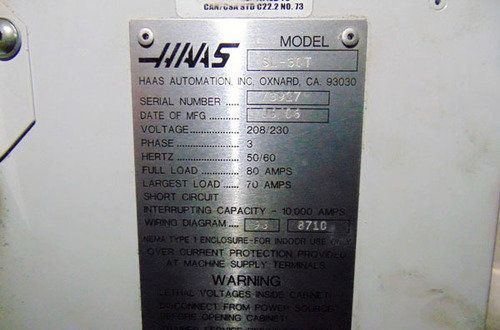 CAN/CSA STD C22.2 NO. 73
HAAS
MODEL
SL-30T
HAAS AUTOMATION, INC, OXNARD, CA. 93030
SERIAL NUMBER
DATE OF MFG
VOLTAGE 208/230
PHASE 3
HERTZ 50/60
FULL LOAD 80 AMPS
LARGEST LOAD 70 AMPS
SHORT CIRCUIT
INTERRUPTING CAPACITY - 10,000 AMPS
WIRING DIAGRAM 8710
NEMA TYPE 1 ENCLOSURE-FOR INDOOR USE ONLY
OVER CURRENT PROTECTION PROVIDED
AT MACHINE SUPPLY TERMINALS
WARNING
LETHAL VOLTAGES INSIDE CABINET
DISCONNECT FROM POWER SOURCE
BEFORE OPENING CABINET